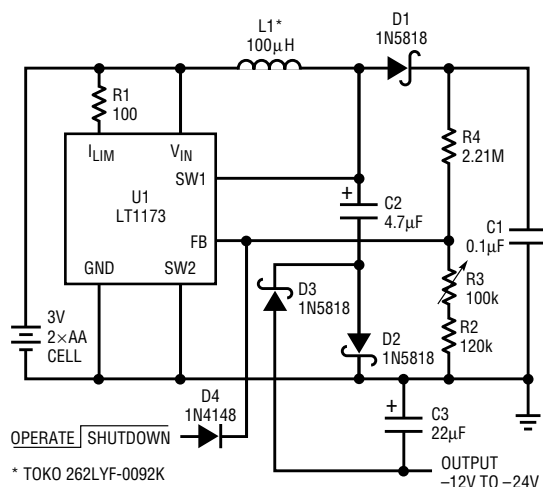 L1*
100µH
D1
1N5818
R1
100
R4
2.21M
I_LIM
V_IN
SW1
U1
LT1173
+
C2
4.7µF
C1
0.1µF
FB
GND
SW2
D3
1N5818
R3
100k
3V
2×AA
CELL
D2
1N5818
R2
120k
D4
1N4148
+
C3
22µF
OPERATE SHUTDOWN
* TOKO 262LYF-0092K
OUTPUT
–12V TO –24V